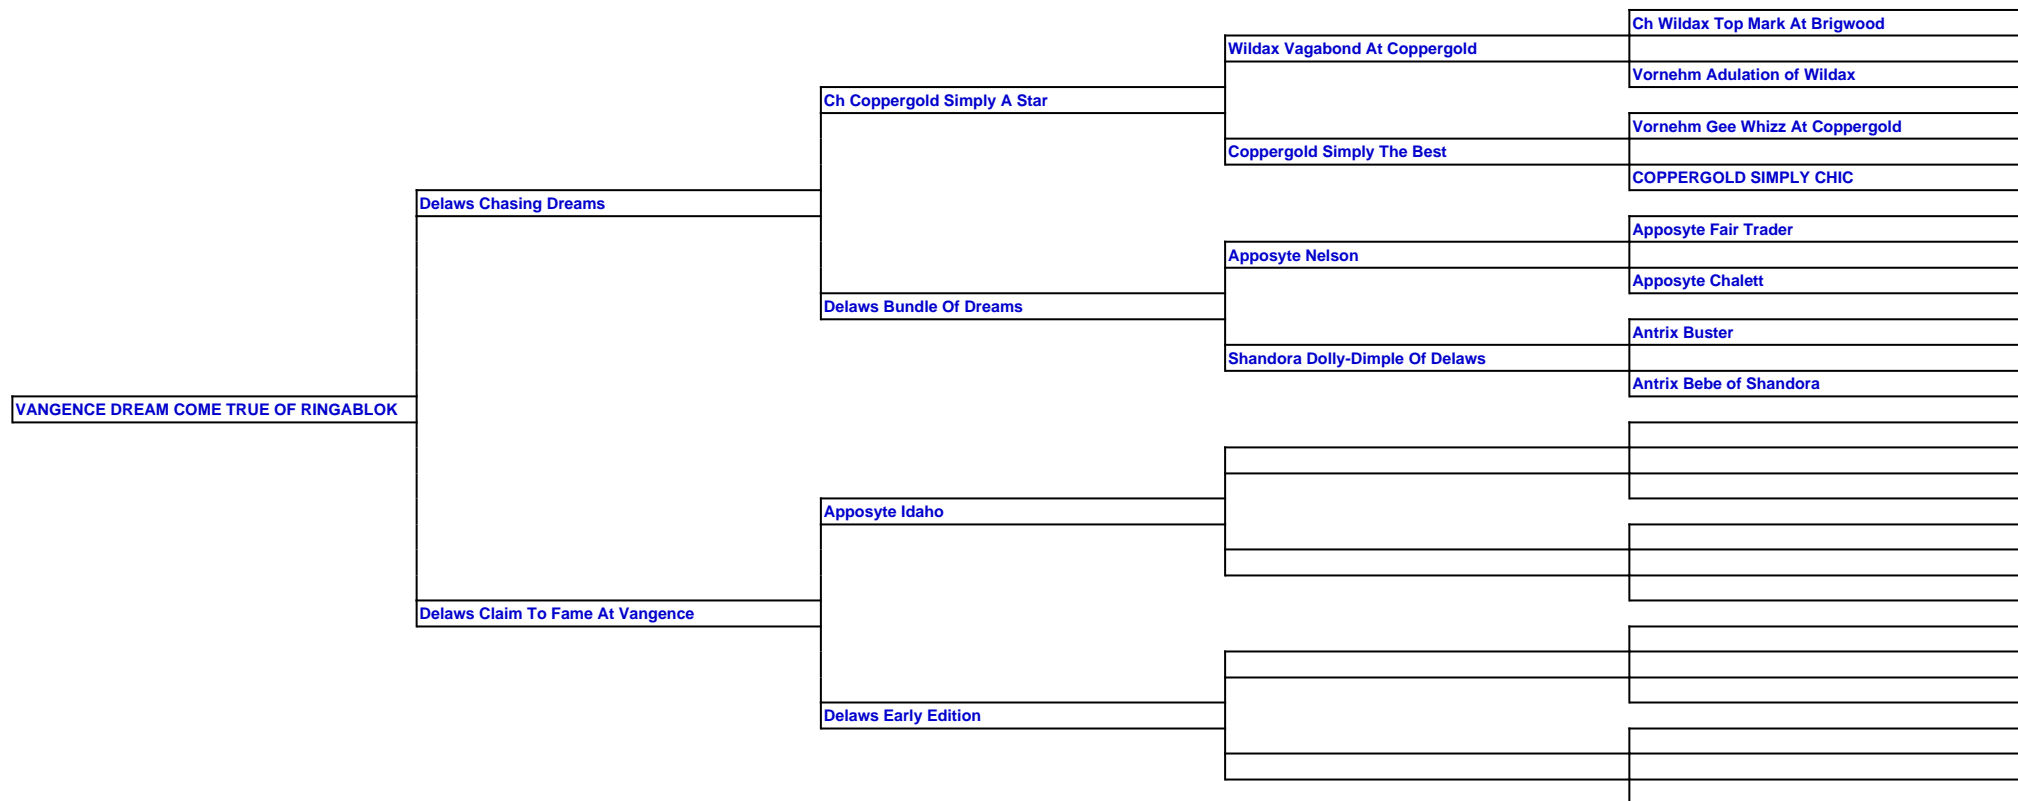 Ch Wildax Top Mark At Brigwood
Wildax Vagabond At Coppergold
Vornehm Adulation of Wildax
Ch Coppergold Simply A Star
Vornehm Gee Whizz At Coppergold
Coppergold Simply The Best
COPPERGOLD SIMPLY CHIC
Delaws Chasing Dreams
Apposyte Fair Trader
Apposyte Nelson
Apposyte Chalett
Delaws Bundle Of Dreams
Antrix Buster
Shandora Dolly-Dimple Of Delaws
Antrix Bebe of Shandora
VANGENCE DREAM COME TRUE OF RINGABLOK
Apposyte Idaho
Delaws Claim To Fame At Vangence
Delaws Early Edition